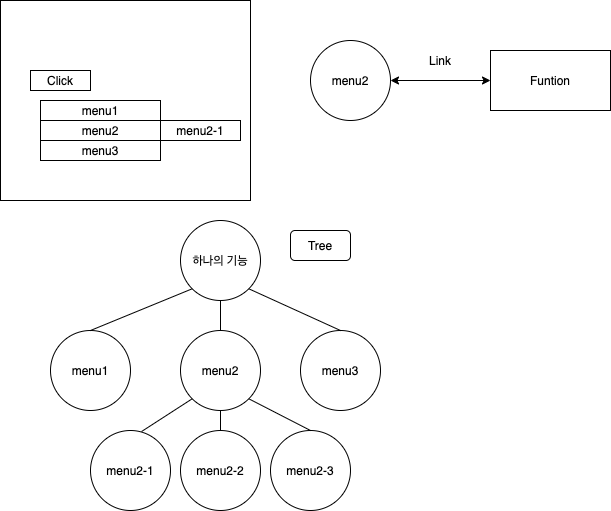 Click
menu1
menu2
menu2-1
menu3
menu2
Link
Funtion
하나의 기능
Tree
menu1
menu2
menu3
menu2-1
menu2-2
menu2-3